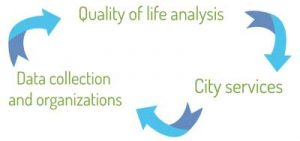 Quality of life analysis
City services
Data collection
and organizations